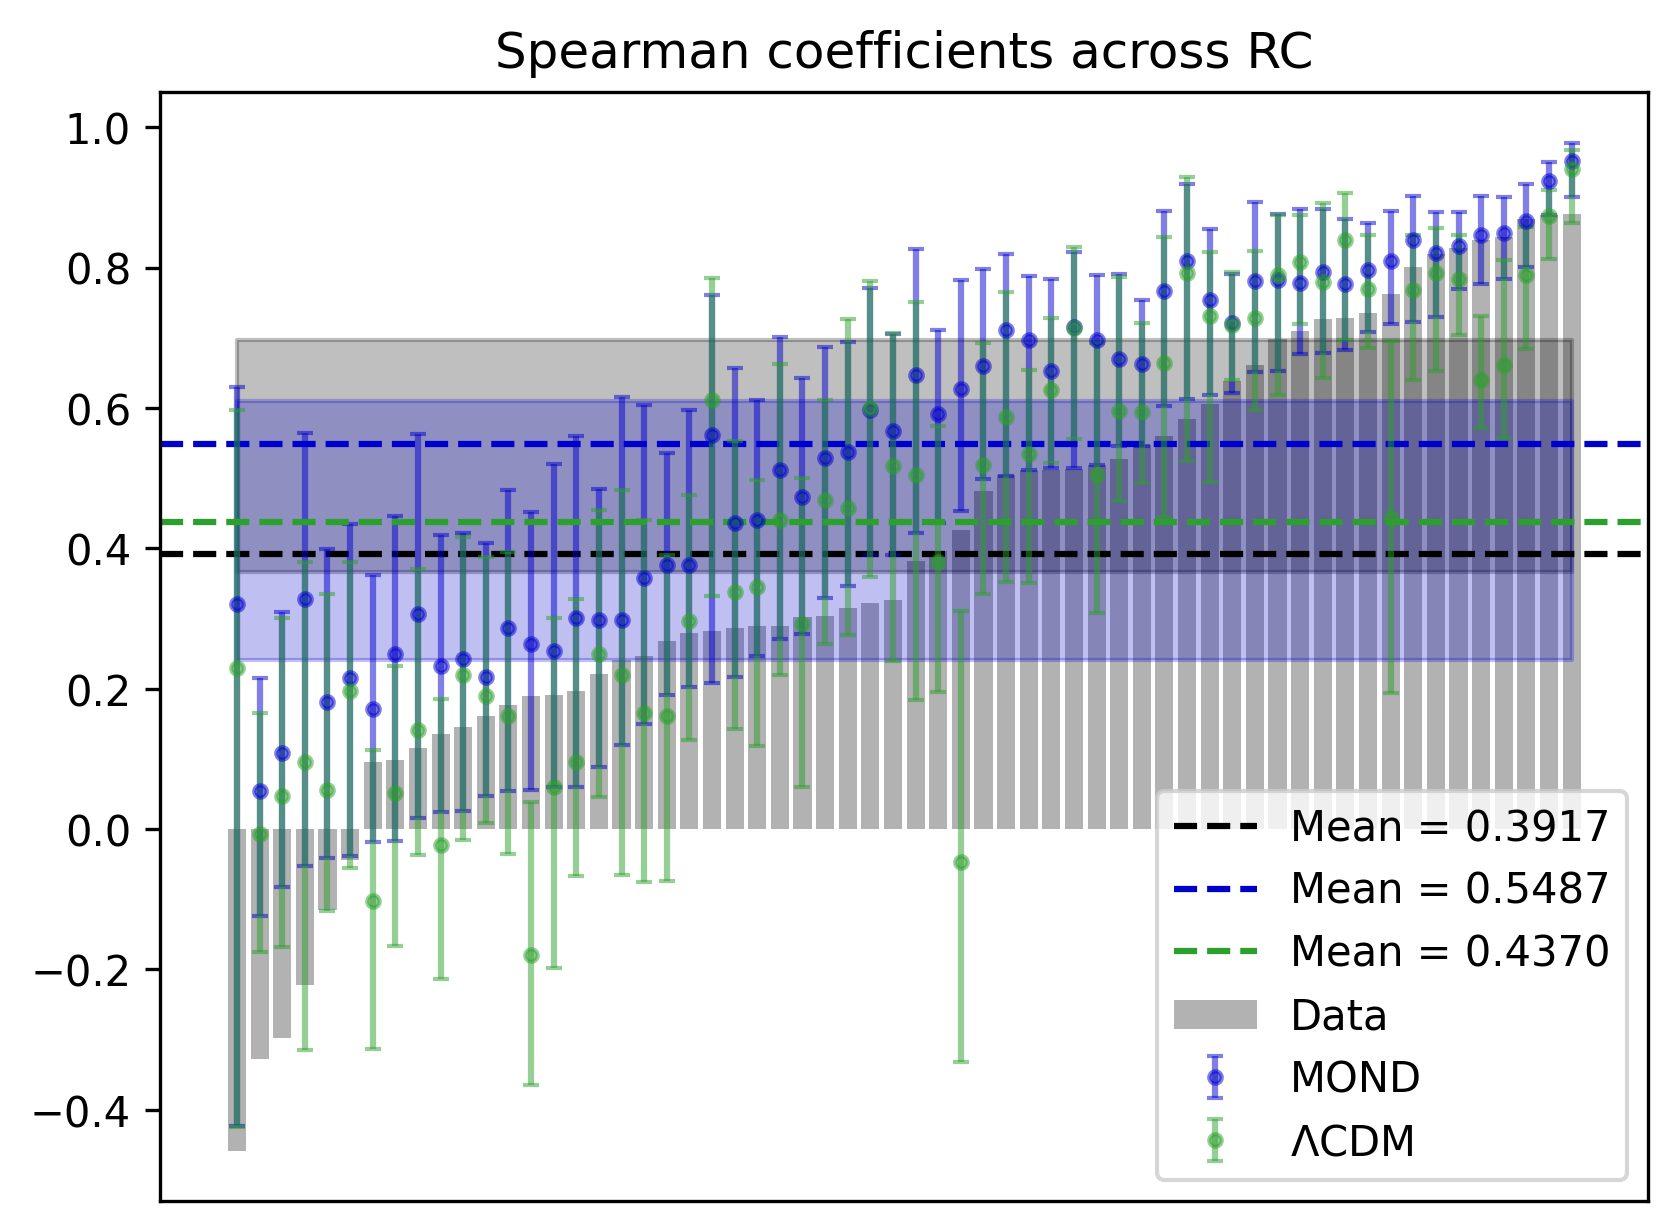 Spearman coefficients across RC
1.0
0.8
0.6
0.4
0.2
0.0
−0.2
−0.4
Mean = 0.3917
Mean = 0.5487
Mean = 0.4370
Data
MOND
ΛCDM